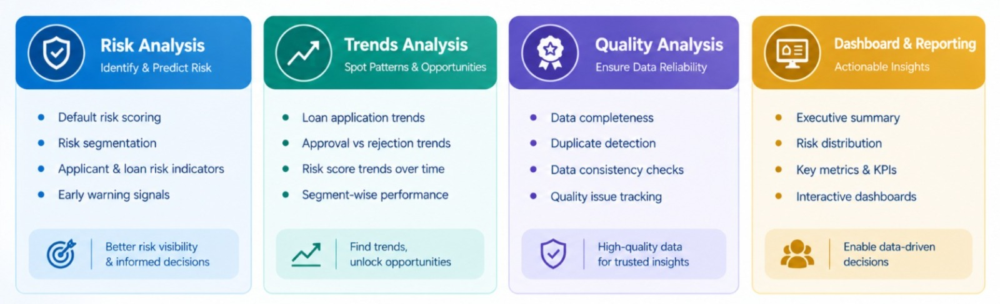 Risk Analysis
Identify & Predict Risk
Default risk scoring
Risk segmentation
Applicant & loan risk indicators
Early warning signals
Better risk visibility
& informed decisions
Trends Analysis
Spot Patterns & Opportunities
Loan application trends
Approval vs rejection trends
Risk score trends over time
Segment-wise performance
Find trends,
unlock opportunities
Quality Analysis
Ensure Data Reliability
Data completeness
Duplicate detection
Data consistency checks
Quality issue tracking
High-quality data
for trusted insights
Dashboard & Reporting
Actionable Insights
Executive summary
Risk distribution
Key metrics & KPIs
Interactive dashboards
Enable data-driven
decisions